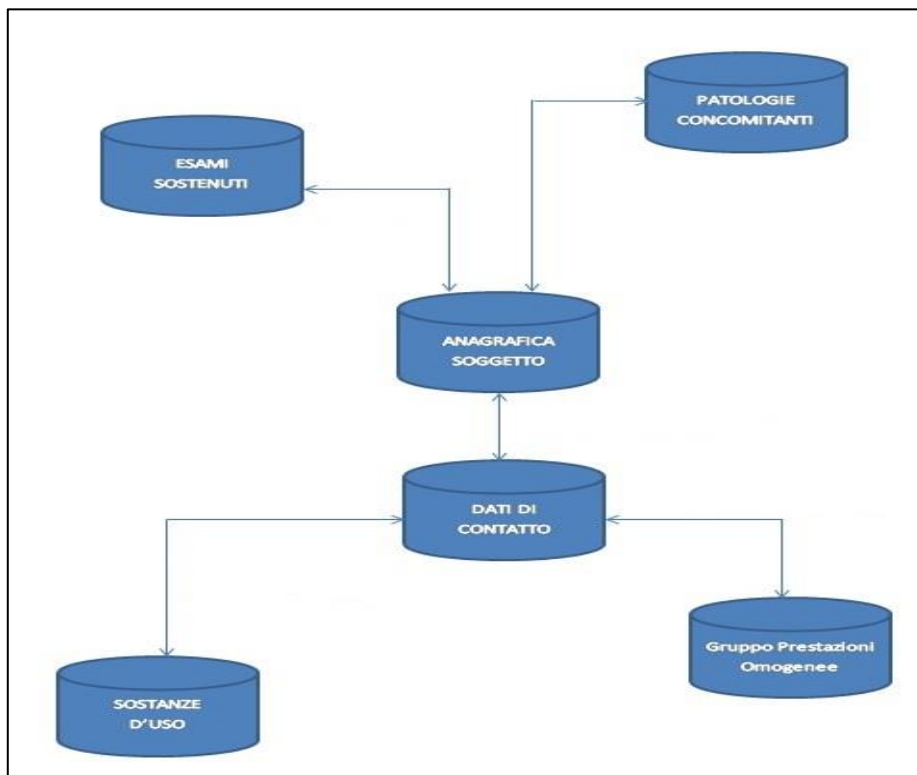 PATOLOGIE
CONCOMITANTI
ESAMI
SOSTENUTI
ANAGRAFICA
SOGGETTO
DATI DI
CONTATTO
Gruppo Prestazioni
Omogenee
SOSTANZE
D'USO